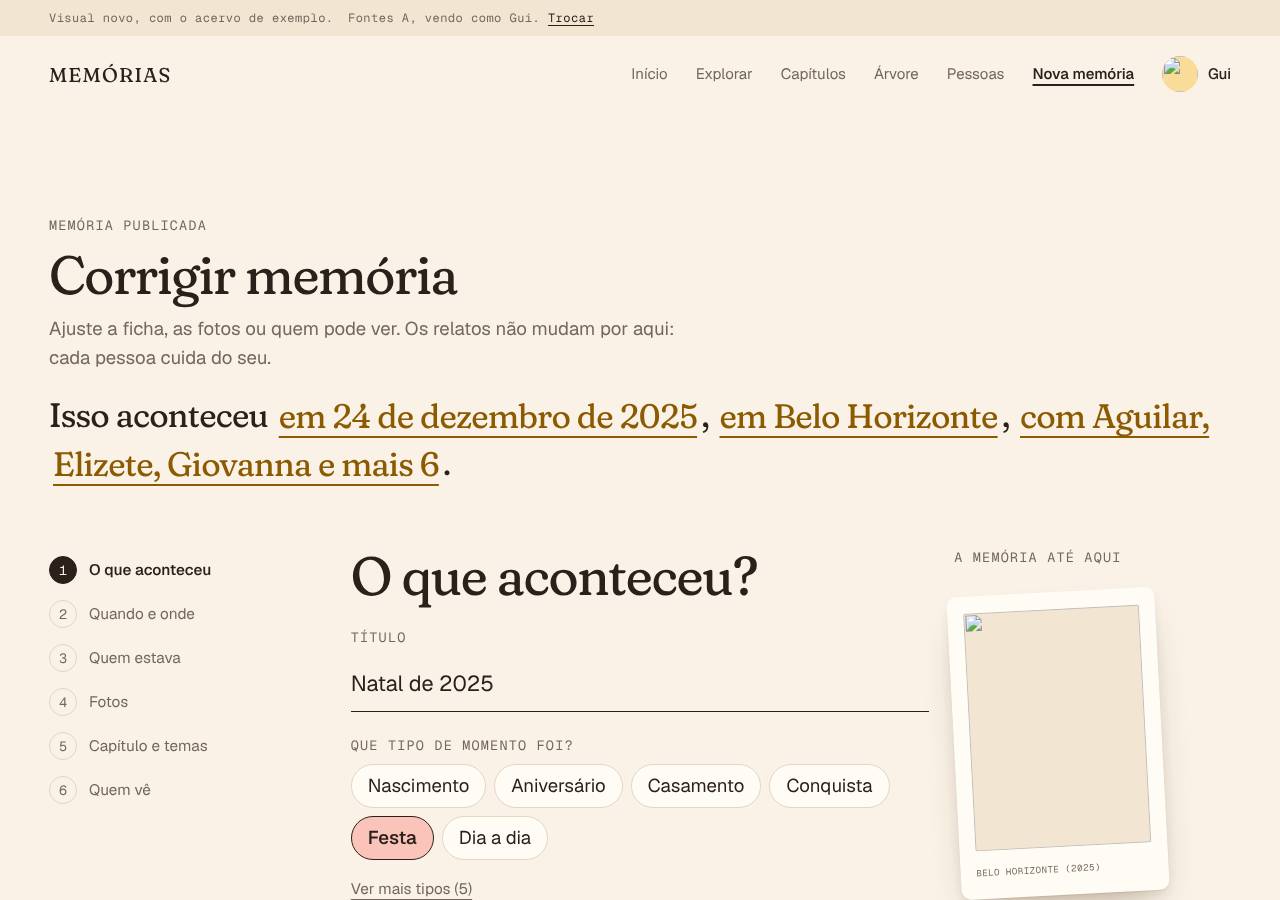 Visual novo, com o acervo de exemplo. Fontes A, vendo como Gui. Trocar
MEMÓRIAS
Início Explorar Capítulos Árvore Pessoas Nova memória Gui
MEMÓRIA PUBLICADA
Corrigir memória
Ajuste a ficha, as fotos ou quem pode ver. Os relatos não mudam por aqui:
cada pessoa cuida do seu.
Isso aconteceu em 24 de dezembro de 2025, em Belo Horizonte, com Aguilar,
Elizete, Giovanna e mais 6.
1 O que aconteceu
2 Quando e onde
3 Quem estava
4 Fotos
5 Capítulo e temas
6 Quem vê
O que aconteceu?
TÍTULO
Natal de 2025
QUE TIPO DE MOMENTO FOI?
Nascimento Aniversário Casamento Conquista
Festa Dia a dia
Ver mais tipos (5)
A MEMÓRIA ATÉ AQUI
BELO HORIZONTE (2025)